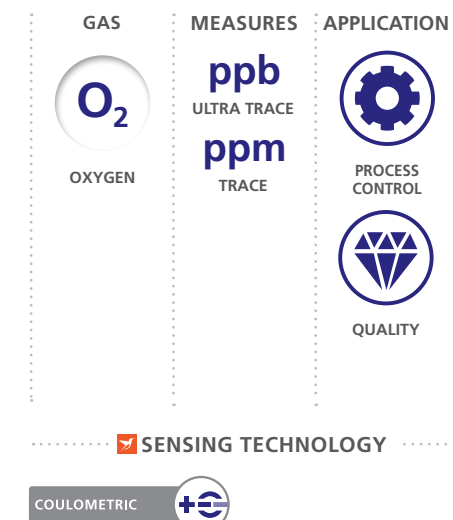 GAS
MEASURES
APPLICATION
O2
OXYGEN
ppb
ULTRA TRACE
ppm
TRACE
PROCESS
CONTROL
QUALITY
SENSING TECHNOLOGY
COULOMETRIC